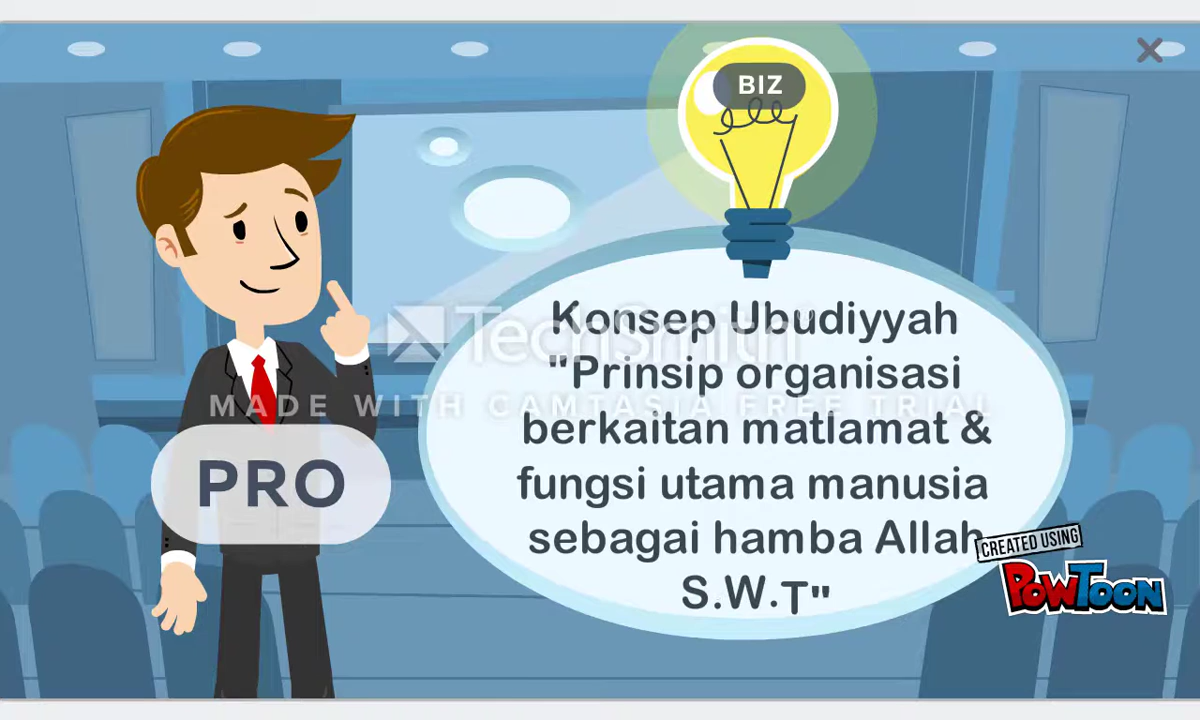 BIZ
Konsep Ubudiyyah
"Prinsip organisasi
berkaitan matlamat &
fungsi utama manusia
sebagai hamba Allah
S.W.T"
TechSmith
MADE WITH CAMTASIA FREE TRIAL
PRO
CREATED USING
POWTOON